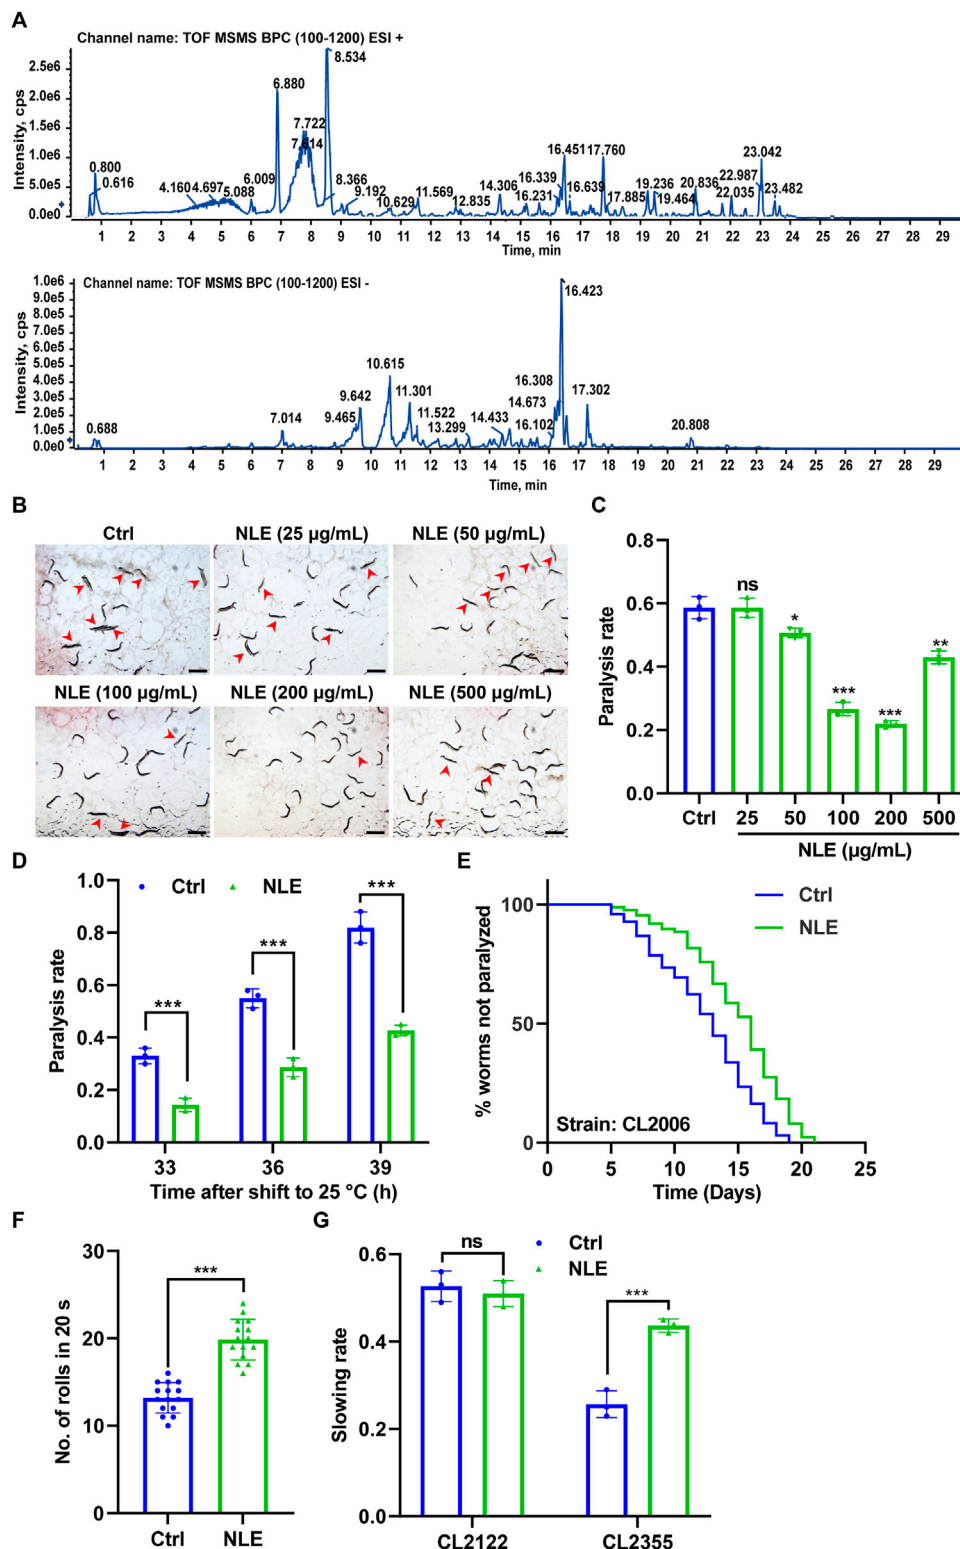 A
Channel name: TOF MSMS BPC (100-1200) ESI +
Intensity, cps
2.5e6
2.0e6
1.5e6
1.0e6
5.0e5
0.0e0
0.800
0.616
4.160
4.697
5.088
6.009
6.880
7.722
7.614
8.534
8.366
9.192
10.629
11.569
12.835
14.306
16.339
16.231
16.451
16.639
17.760
17.885
19.236
19.464
20.836
22.987
22.035
23.042
23.482
1 2 3 4 5 6 7 8 9 10 11 12 13 14 15 16 17 18 19 20 21 22 23 24 25 26 27 28 29
Time, min
Channel name: TOF MSMS BPC (100-1200) ESI -
Intensity, cps
1.0e6
9.0e5
8.0e5
7.0e5
6.0e5
5.0e5
4.0e5
3.0e5
2.0e5
1.0e5
0.0e0
0.688
7.014
9.465
9.642
10.615
11.301
11.522
13.299
14.433
14.673
16.102
16.308
16.423
17.302
20.808
1 2 3 4 5 6 7 8 9 10 11 12 13 14 15 16 17 18 19 20 21 22 23 24 25 26 27 28 29
Time, min
B
Ctrl NLE (25 µg/mL) NLE (50 µg/mL)
NLE (100 µg/mL) NLE (200 µg/mL) NLE (500 µg/mL)
C
Paralysis rate
0.8
0.6
0.4
0.2
0.0
ns
*
***
***
**
Ctrl 25 50 100 200 500
NLE (µg/mL)
D
Ctrl NLE
Paralysis rate
1.0
0.8
0.6
0.4
0.2
0.0
***
***
***
33 36 39
Time after shift to 25 °C (h)
E
Ctrl
NLE
% worms not paralyzed
100
50
0
Strain: CL2006
0 5 10 15 20 25
Time (Days)
F
No. of rolls in 20 s
30
20
10
0
***
Ctrl NLE
G
Ctrl
NLE
Slowing rate
0.6
0.4
0.2
0.0
ns
***
CL2122 CL2355